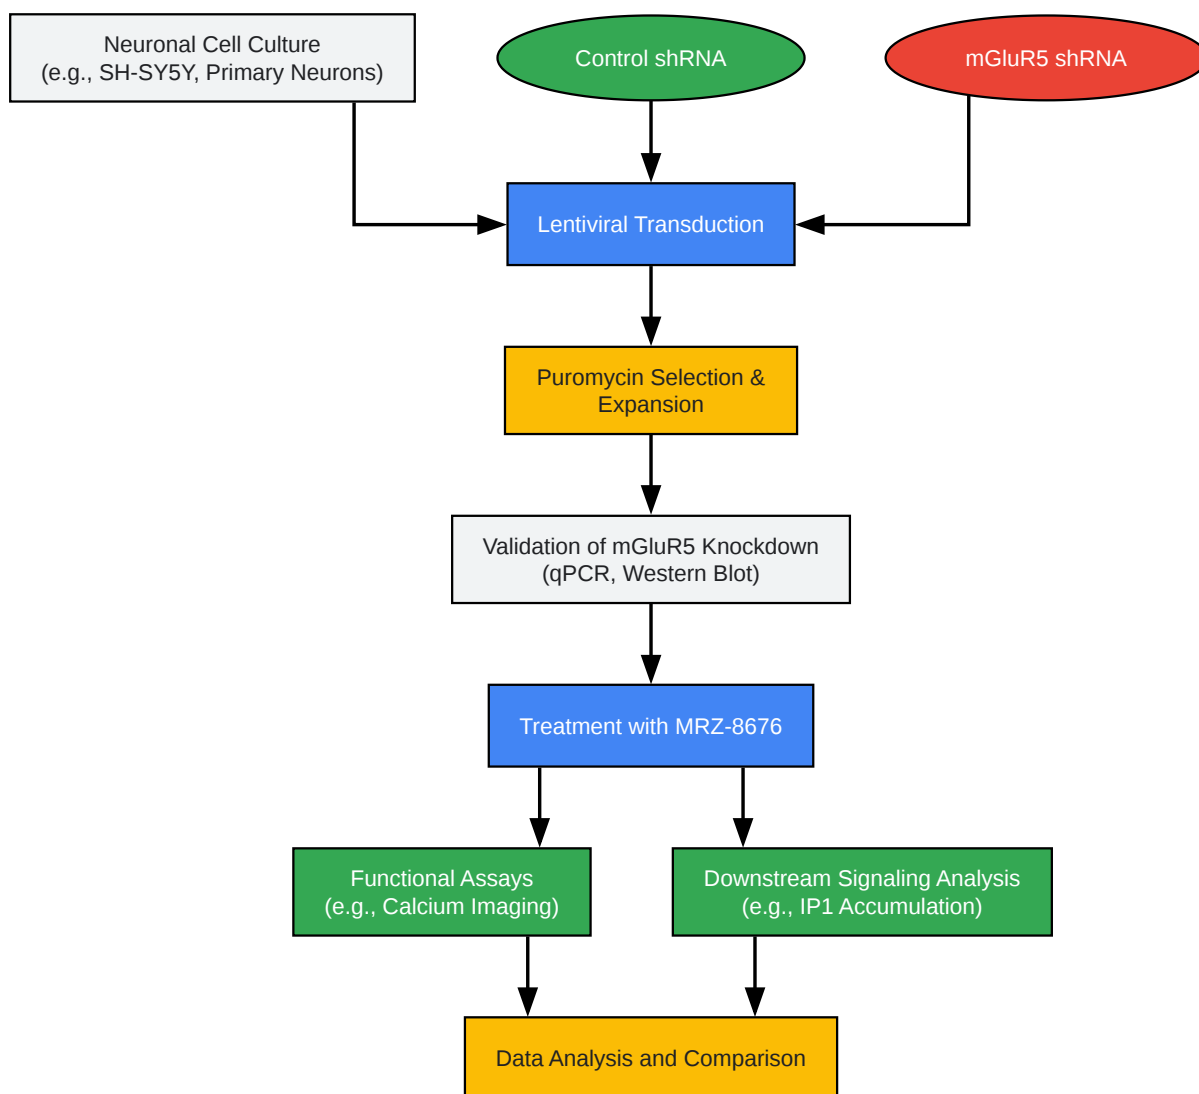 Neuronal Cell Culture
(e.g., SH-SY5Y, Primary Neurons)
Control shRNA
mGluR5 shRNA
Lentiviral Transduction
Puromycin Selection &
Expansion
Validation of mGluR5 Knockdown
(qPCR, Western Blot)
Treatment with MRZ-8676
Functional Assays
(e.g., Calcium Imaging)
Downstream Signaling Analysis
(e.g., IP1 Accumulation)
Data Analysis and Comparison